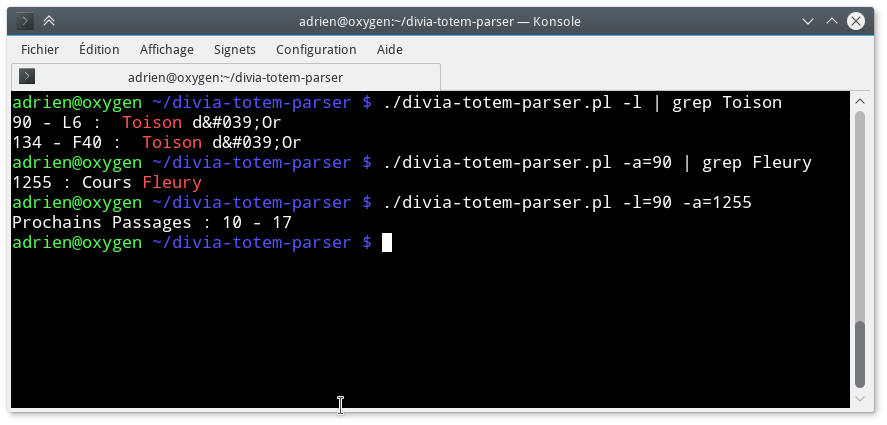 adrien@oxygen:~/divia-totem-parser — Konsole
Fichier Édition Affichage Signets Configuration Aide
adrien@oxygen:~/divia-totem-parser
adrien@oxygen ~/divia-totem-parser $ ./divia-totem-parser.pl -l | grep Toison
90 - L6 :  Toison d&#039;Or
134 - F40 :  Toison d&#039;Or
adrien@oxygen ~/divia-totem-parser $ ./divia-totem-parser.pl -a=90 | grep Fleury
1255 : Cours Fleury
adrien@oxygen ~/divia-totem-parser $ ./divia-totem-parser.pl -l=90 -a=1255
Prochains Passages : 10 - 17
adrien@oxygen ~/divia-totem-parser $